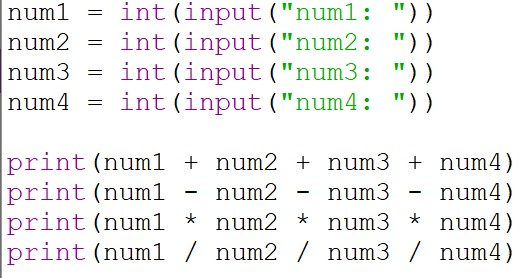 num1 = int(input("num1: "))
num2 = int(input("num2: "))
num3 = int(input("num3: "))
num4 = int(input("num4: "))
print(num1 + num2 + num3 + num4)
print(num1 - num2 - num3 - num4)
print(num1 * num2 * num3 * num4)
print(num1 / num2 / num3 / num4)